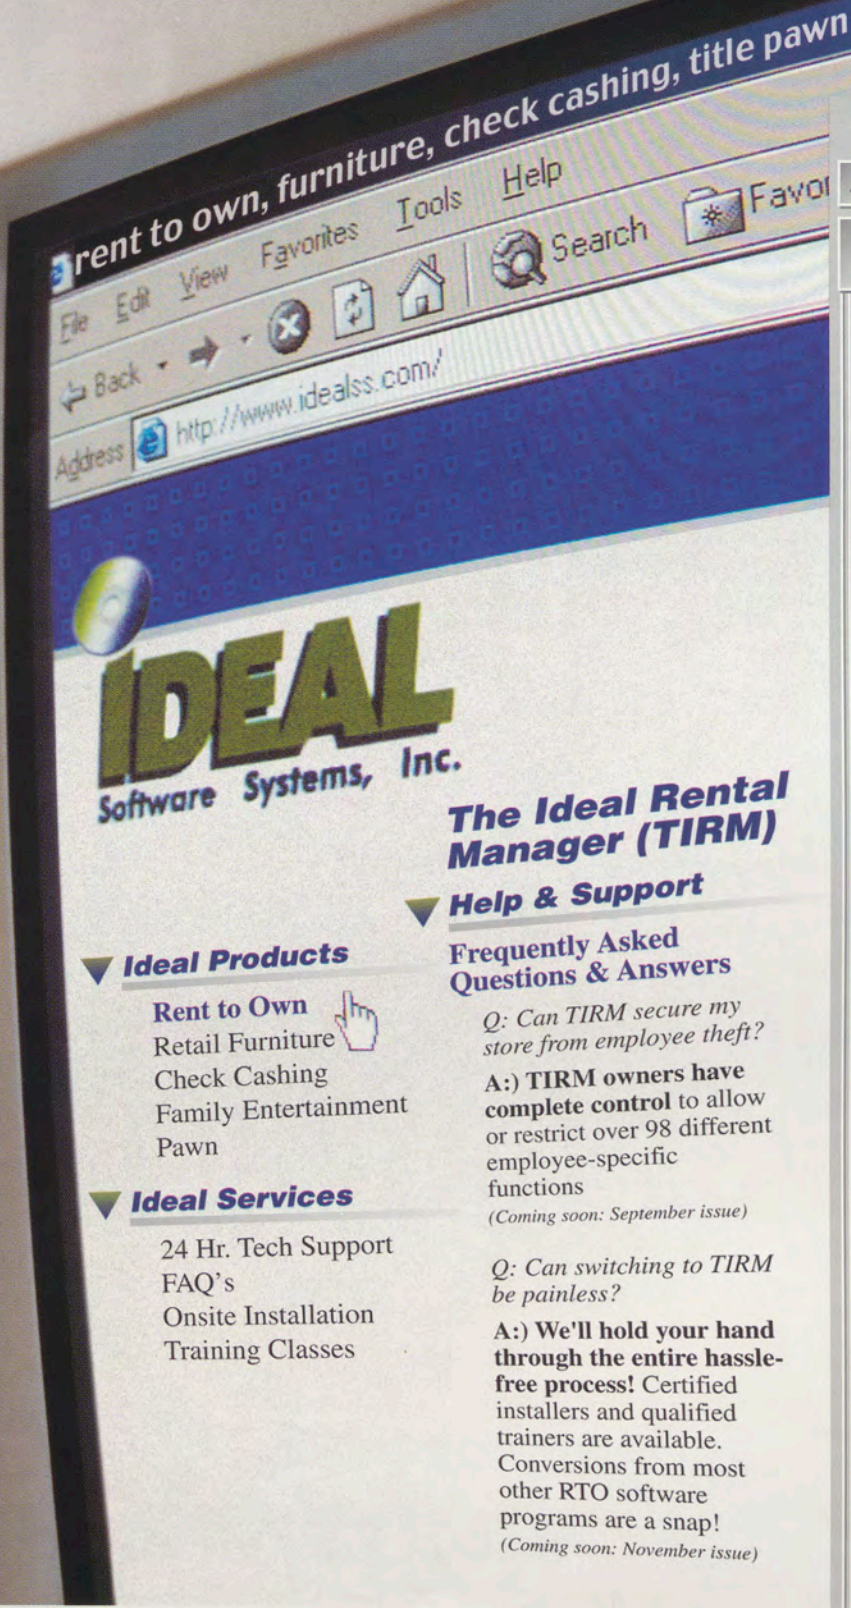 rent to own, furniture, check cashing, title pawn
File Edit View Favorites Tools Help
Back Search Favor
Address http://www.idealss.com/
IDEAL
Software Systems, Inc.
The Ideal Rental
Manager (TIRM)
Help & Support
Frequently Asked
Questions & Answers
Q: Can TIRM secure my
store from employee theft?
A:) TIRM owners have
complete control to allow
or restrict over 98 different
employee-specific
functions
(Coming soon: September issue)
Q: Can switching to TIRM
be painless?
A:) We'll hold your hand
through the entire hassle-
free process! Certified
installers and qualified
trainers are available.
Conversions from most
other RTO software
programs are a snap!
(Coming soon: November issue)
Ideal Products
Rent to Own
Retail Furniture
Check Cashing
Family Entertainment
Pawn
Ideal Services
24 Hr. Tech Support
FAQ's
Onsite Installation
Training Classes